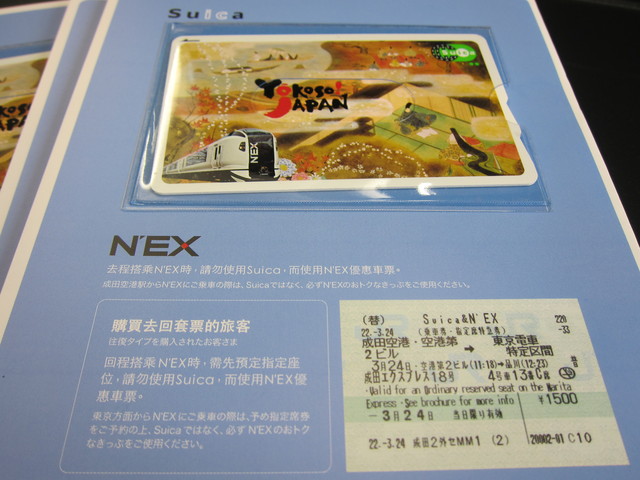 Suica
Suica
Yokoso!
JAPAN
NEX
N'EX
去程搭乘N'EX時，請勿使用Suica，而使用N'EX優惠車票。
成田空港駅からN'EXにご乗車の際は、Suicaではなく、必ずN'EXのおトクなきっぷをご使用ください。
購買去回套票的旅客
往復タイプを購入されたお客さま
回程搭乘N'EX時，需先預定指定座
位，請勿使用Suica，而使用N'EX優
惠車票。
東京方面からN'EXにご乗車の際は、予め指定席券
をご予約の上、Suicaではなく、必ずN'EXのおトク
なきっぷをご使用ください。
(替) Suica&N'EX 220
22.-3.24 (乗車票・指定席特急券) -33
成田空港・空港第2ビル → 東京電車特定区間
3月24日・空港第2ビル(11:18)→品川(12:23)
成田エクスプレス18号 4号車13番C席
・Valid for an Ordinary reserved seat on the Narita
Express ・See brochure for more info ¥1500
-3月24日 当日限り有効
22.-3.24 成田2外セMM1 (2) 20002-01 C10